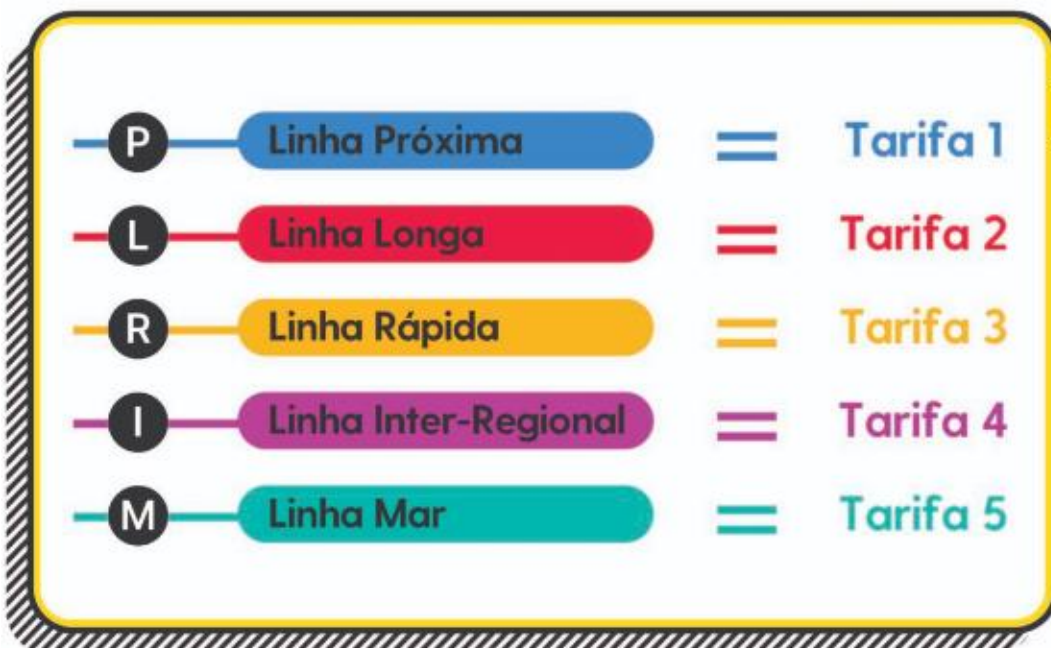 P Linha Próxima = Tarifa 1
L Linha Longa = Tarifa 2
R Linha Rápida = Tarifa 3
I Linha Inter-Regional = Tarifa 4
M Linha Mar = Tarifa 5